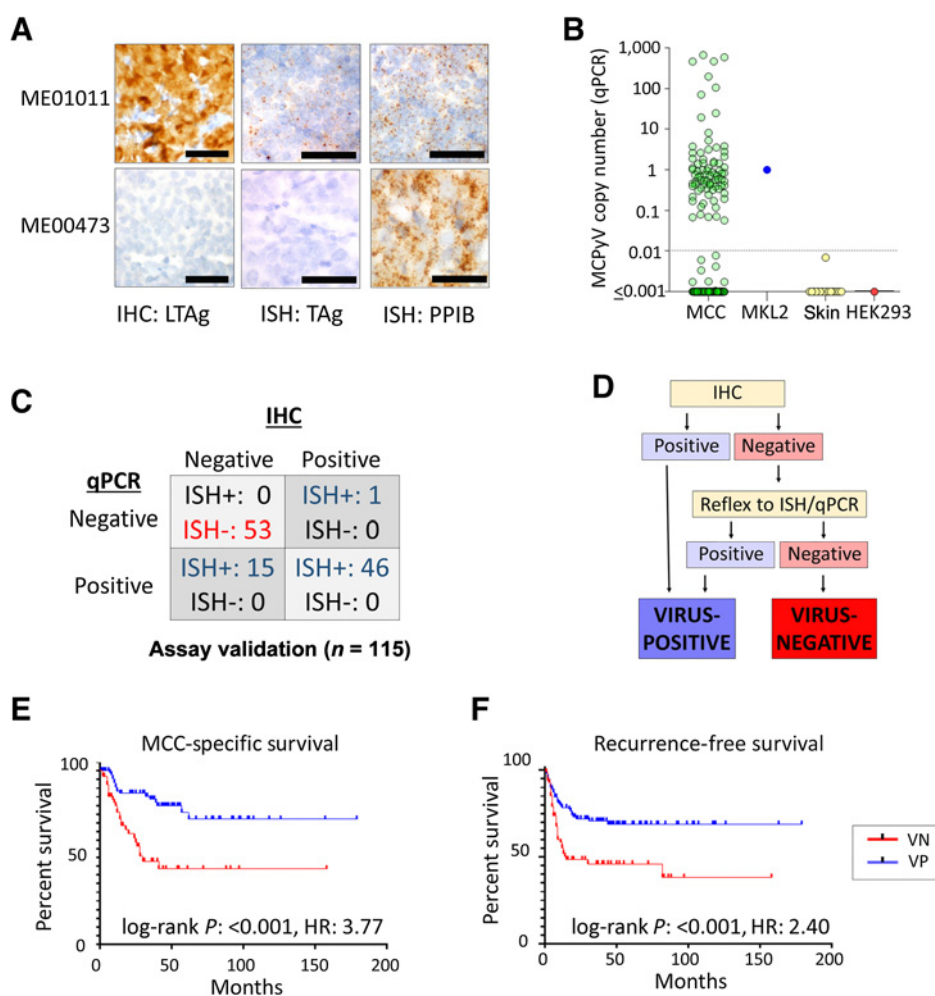 A
ME01011
ME00473
IHC: LTAg
ISH: TAg
ISH: PPIB
B
MCPyV copy number (qPCR)
1,000
100
10
1
0.1
0.01
≤0.001
MCC
MKL2
Skin
HEK293
C
IHC
qPCR
Negative
Positive
Negative
ISH+: 0
ISH-: 53
ISH+: 1
ISH-: 0
Positive
ISH+: 15
ISH-: 0
ISH+: 46
ISH-: 0
Assay validation (n = 115)
D
IHC
Positive
Negative
Reflex to ISH/qPCR
Positive
Negative
VIRUS-
POSITIVE
VIRUS-
NEGATIVE
E
MCC-specific survival
Percent survival
100
50
0
log-rank P: <0.001, HR: 3.77
0
50
100
150
200
Months
F
Recurrence-free survival
Percent survival
100
50
0
log-rank P: <0.001, HR: 2.40
0
50
100
150
200
Months
VN
VP